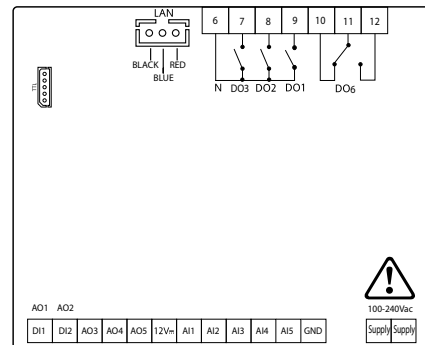 LAN
6 7 8 9 10 11 12
BLACK RED
BLUE
N DO3 DO2 DO1 DO6
TTL
100-240Vac
AO1 AO2
DI1 DI2 AO3 AO4 AO5 12V⎓ AI1 AI2 AI3 AI4 AI5 GND Supply Supply